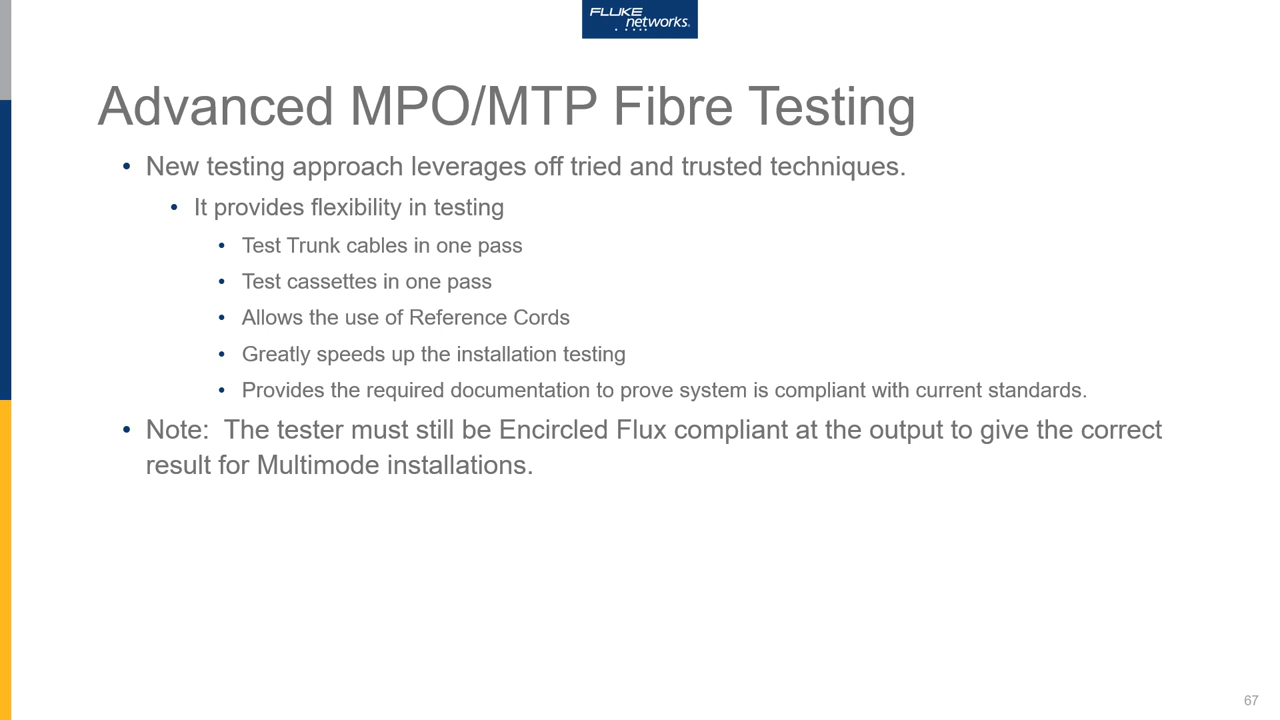 FLUKE
networks®
Advanced MPO/MTP Fibre Testing
• New testing approach leverages off tried and trusted techniques.
• It provides flexibility in testing
• Test Trunk cables in one pass
• Test cassettes in one pass
• Allows the use of Reference Cords
• Greatly speeds up the installation testing
• Provides the required documentation to prove system is compliant with current standards.
• Note:  The tester must still be Encircled Flux compliant at the output to give the correct
result for Multimode installations.
67